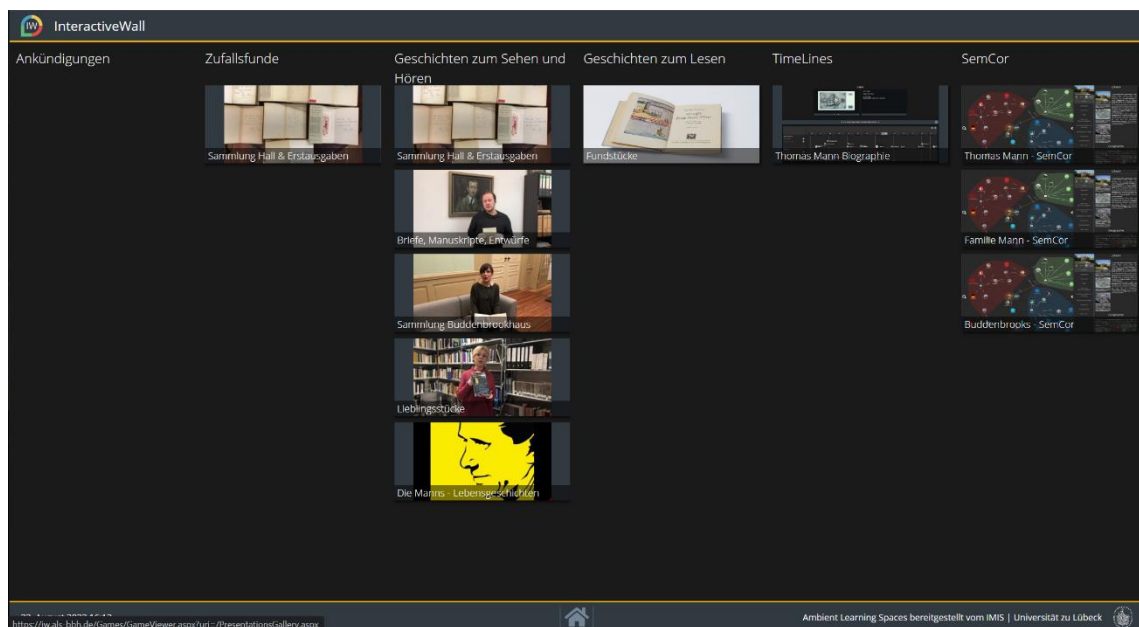 IW InteractiveWall
Ankündigungen
Zufallsfunde
Sammlung Hall & Erstausgaben
Geschichten zum Sehen und
Hören
Sammlung Hall & Erstausgaben
Briefe, Manuskripte, Entwürfe
Sammlung Buddenbrookhaus
Lieblingsstücke
Die Manns - Lebensgeschichten
Geschichten zum Lesen
Fundstücke
TimeLines
Thomas Mann Biographie
SemCor
Thomas Mann - SemCor
Familie Mann - SemCor
Buddenbrooks - SemCor
https://iw.als-bbh.de/Games/GameViewer.aspx?uri=/PresentationsGallery.aspx
Ambient Learning Spaces bereitgestellt vom IMIS | Universität zu Lübeck